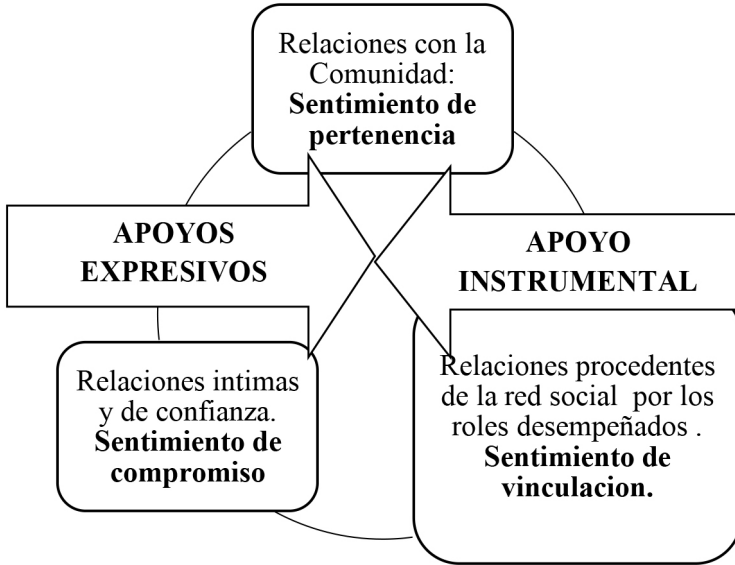 Relaciones con la
Comunidad:
Sentimiento de
pertenencia
APOYOS
EXPRESIVOS
APOYO
INSTRUMENTAL
Relaciones intimas
y de confianza.
Sentimiento de
compromiso
Relaciones procedentes
de la red social por los
roles desempeñados .
Sentimiento de
vinculacion.